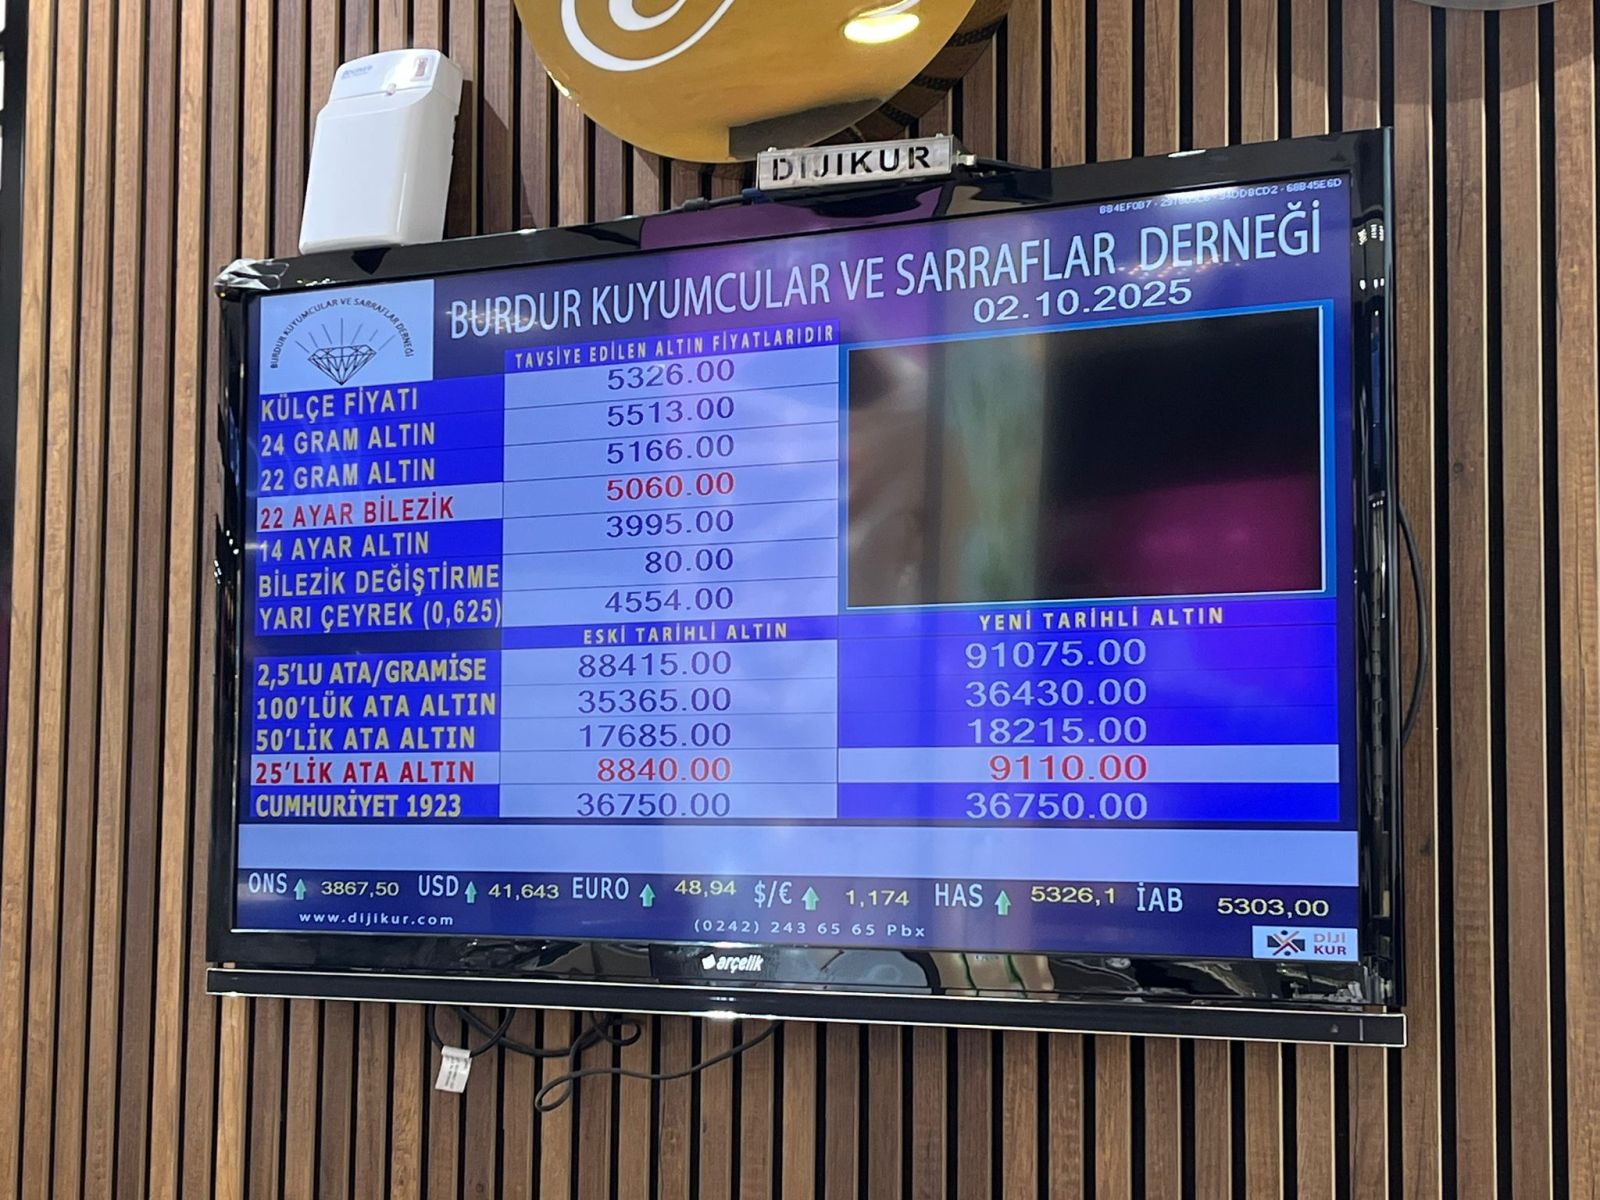 DIJIKUR
BURDUR KUYUMCULAR VE SARRAFLAR DERNEĞİ
BURDUR KUYUMCULAR VE SARRAFLAR DERNEĞİ
02.10.2025
TAVSİYE EDİLEN ALTIN FİYATLARIDIR
KÜLÇE FİYATI 5326.00
24 GRAM ALTIN 5513.00
22 GRAM ALTIN 5166.00
22 AYAR BİLEZİK 5060.00
14 AYAR ALTIN 3995.00
BİLEZİK DEĞİŞTİRME 80.00
YARI ÇEYREK (0,625) 4554.00
ESKİ TARİHLİ ALTIN YENİ TARİHLİ ALTIN
2,5'LU ATA/GRAMİSE 88415.00 91075.00
100'LÜK ATA ALTIN 35365.00 36430.00
50'LİK ATA ALTIN 17685.00 18215.00
25'LİK ATA ALTIN 8840.00 9110.00
CUMHURİYET 1923 36750.00 36750.00
ONS 3867,50 USD 41,643 EURO 48,94 $/€ 1,174 HAS 5326,1 İAB 5303,00
www.dijikur.com (0242) 243 65 65 Pbx
DİJİ
KUR
arçelik